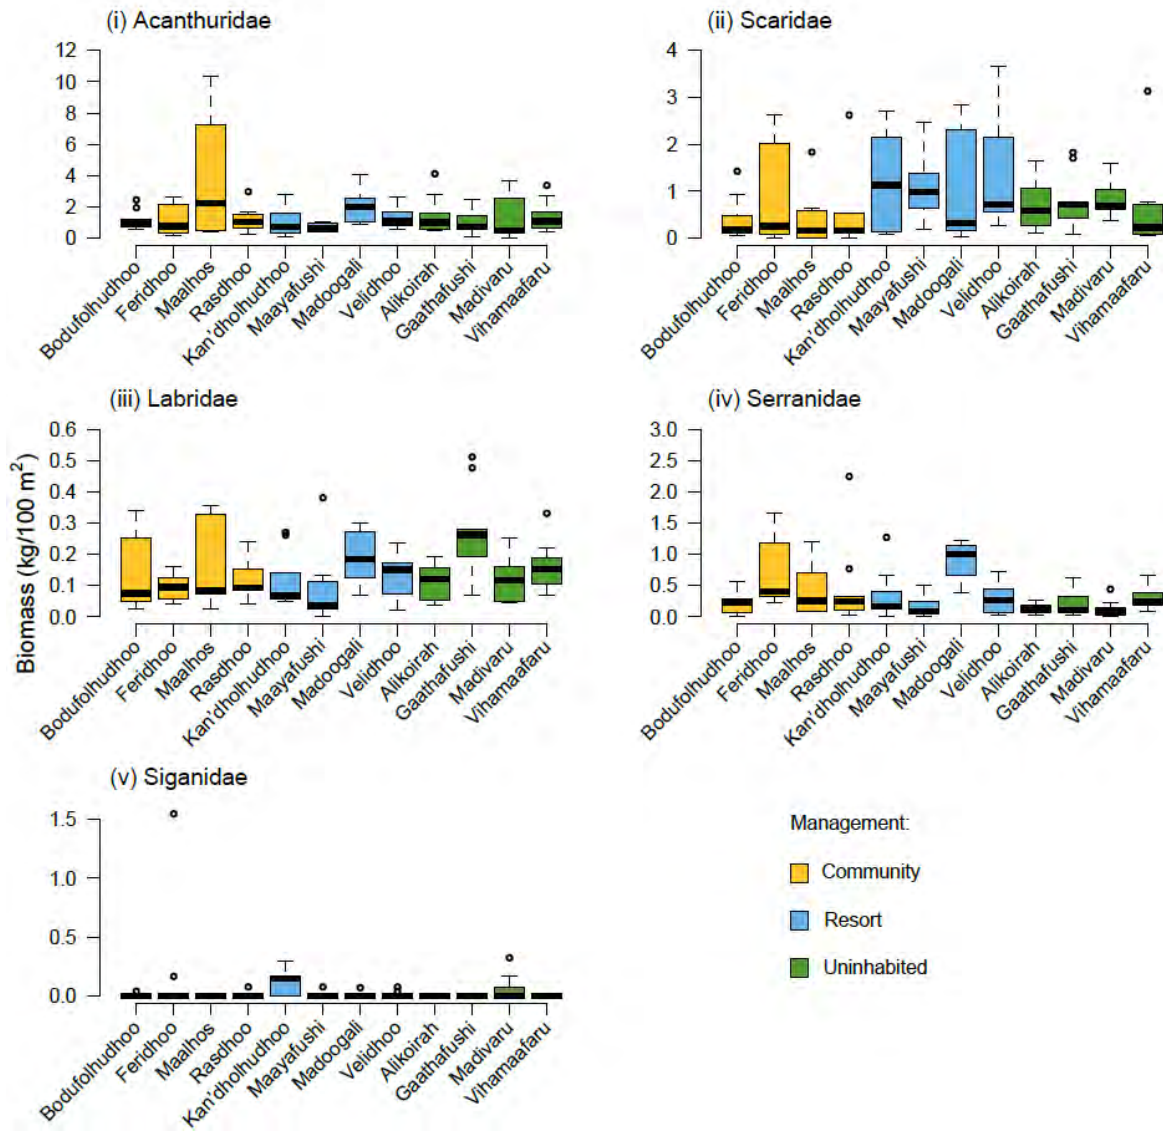 (i) Acanthuridae
12
10
8
6
4
2
0
Bodufolhudhoo
Feridhoo
Maalhos
Rasdhoo
Kan'dholhudhoo
Maayafushi
Madoogali
Velidhoo
Alikoirah
Gaathafushi
Madivaru
Vihamaafaru
(ii) Scaridae
4
3
2
1
0
Bodufolhudhoo
Feridhoo
Maalhos
Rasdhoo
Kan'dholhudhoo
Maayafushi
Madoogali
Velidhoo
Alikoirah
Gaathafushi
Madivaru
Vihamaafaru
Biomass (kg/100 m²)
(iii) Labridae
0.6
0.5
0.4
0.3
0.2
0.1
0.0
Bodufolhudhoo
Feridhoo
Maalhos
Rasdhoo
Kan'dholhudhoo
Maayafushi
Madoogali
Velidhoo
Alikoirah
Gaathafushi
Madivaru
Vihamaafaru
(iv) Serranidae
3.0
2.5
2.0
1.5
1.0
0.5
0.0
Bodufolhudhoo
Feridhoo
Maalhos
Rasdhoo
Kan'dholhudhoo
Maayafushi
Madoogali
Velidhoo
Alikoirah
Gaathafushi
Madivaru
Vihamaafaru
(v) Siganidae
1.5
1.0
0.5
0.0
Bodufolhudhoo
Feridhoo
Maalhos
Rasdhoo
Kan'dholhudhoo
Maayafushi
Madoogali
Velidhoo
Alikoirah
Gaathafushi
Madivaru
Vihamaafaru
Management:
Community
Resort
Uninhabited